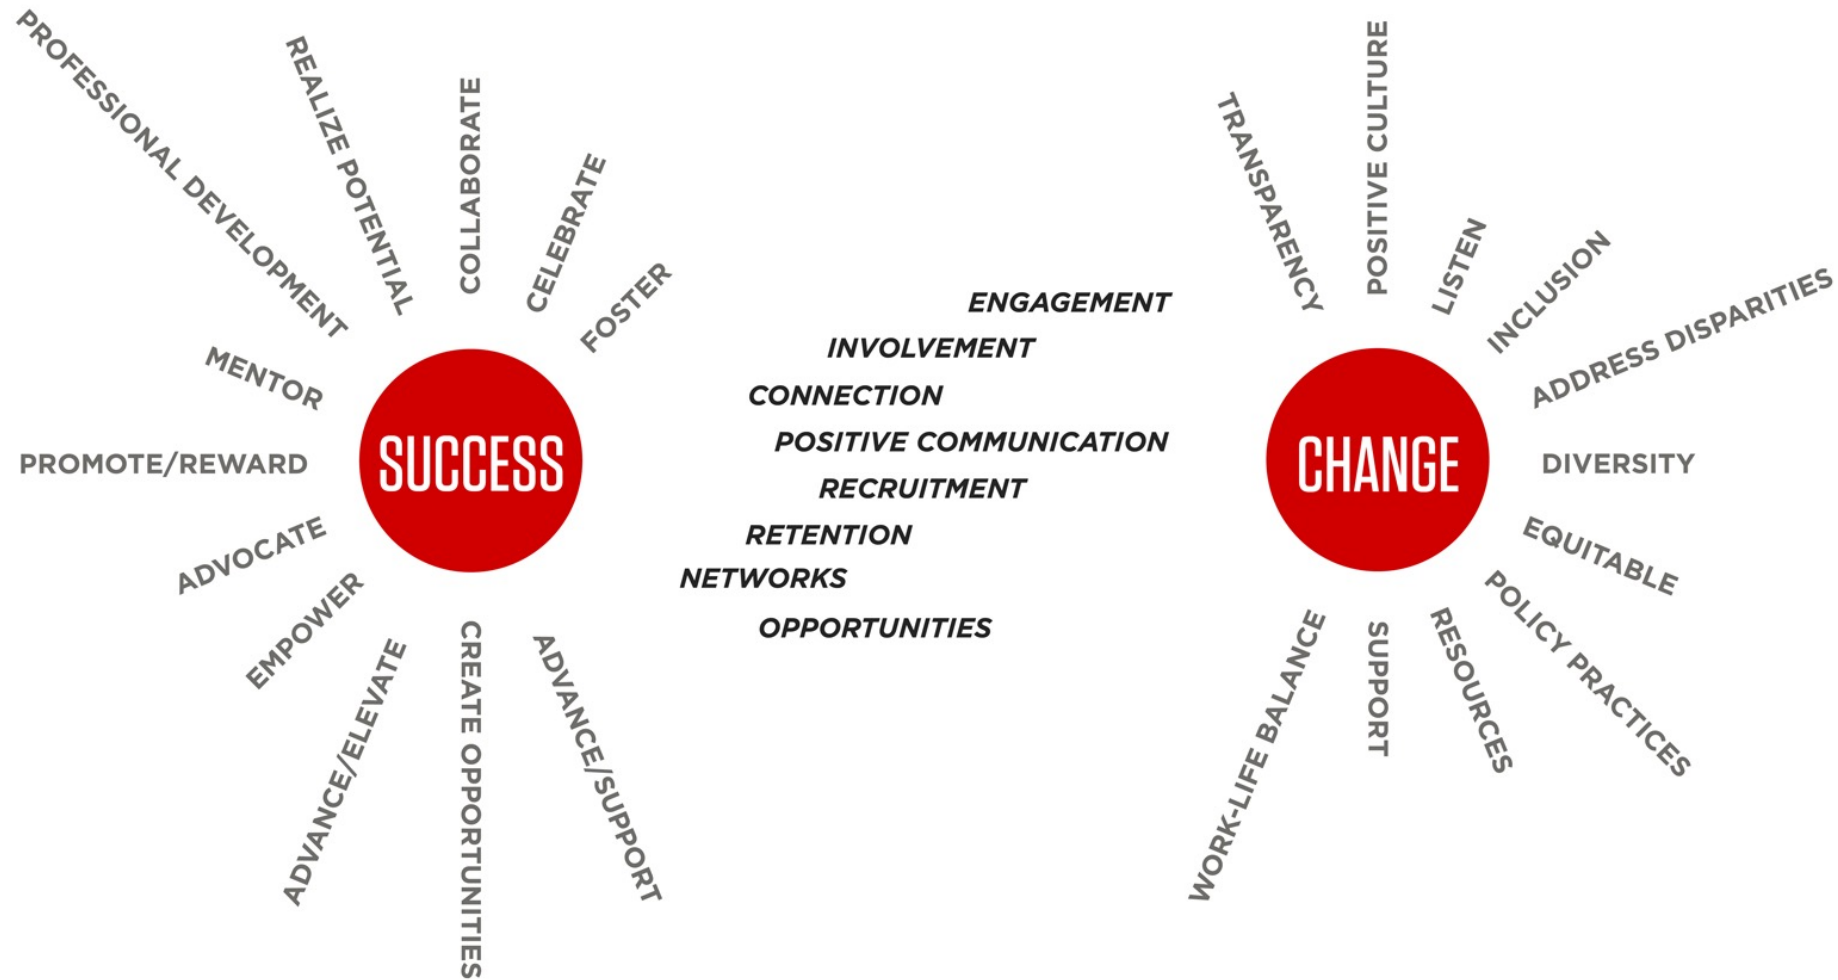 PROFESSIONAL DEVELOPMENT
REALIZE POTENTIAL
COLLABORATE
CELEBRATE
FOSTER
MENTOR
PROMOTE/REWARD
SUCCESS
ADVOCATE
EMPOWER
ADVANCE/ELEVATE
CREATE OPPORTUNITIES
ADVANCE/SUPPORT
ENGAGEMENT
INVOLVEMENT
CONNECTION
POSITIVE COMMUNICATION
RECRUITMENT
RETENTION
NETWORKS
OPPORTUNITIES
TRANSPARENCY
POSITIVE CULTURE
LISTEN
INCLUSION
ADDRESS DISPARITIES
CHANGE
DIVERSITY
EQUITABLE
POLICY PRACTICES
RESOURCES
SUPPORT
WORK-LIFE BALANCE